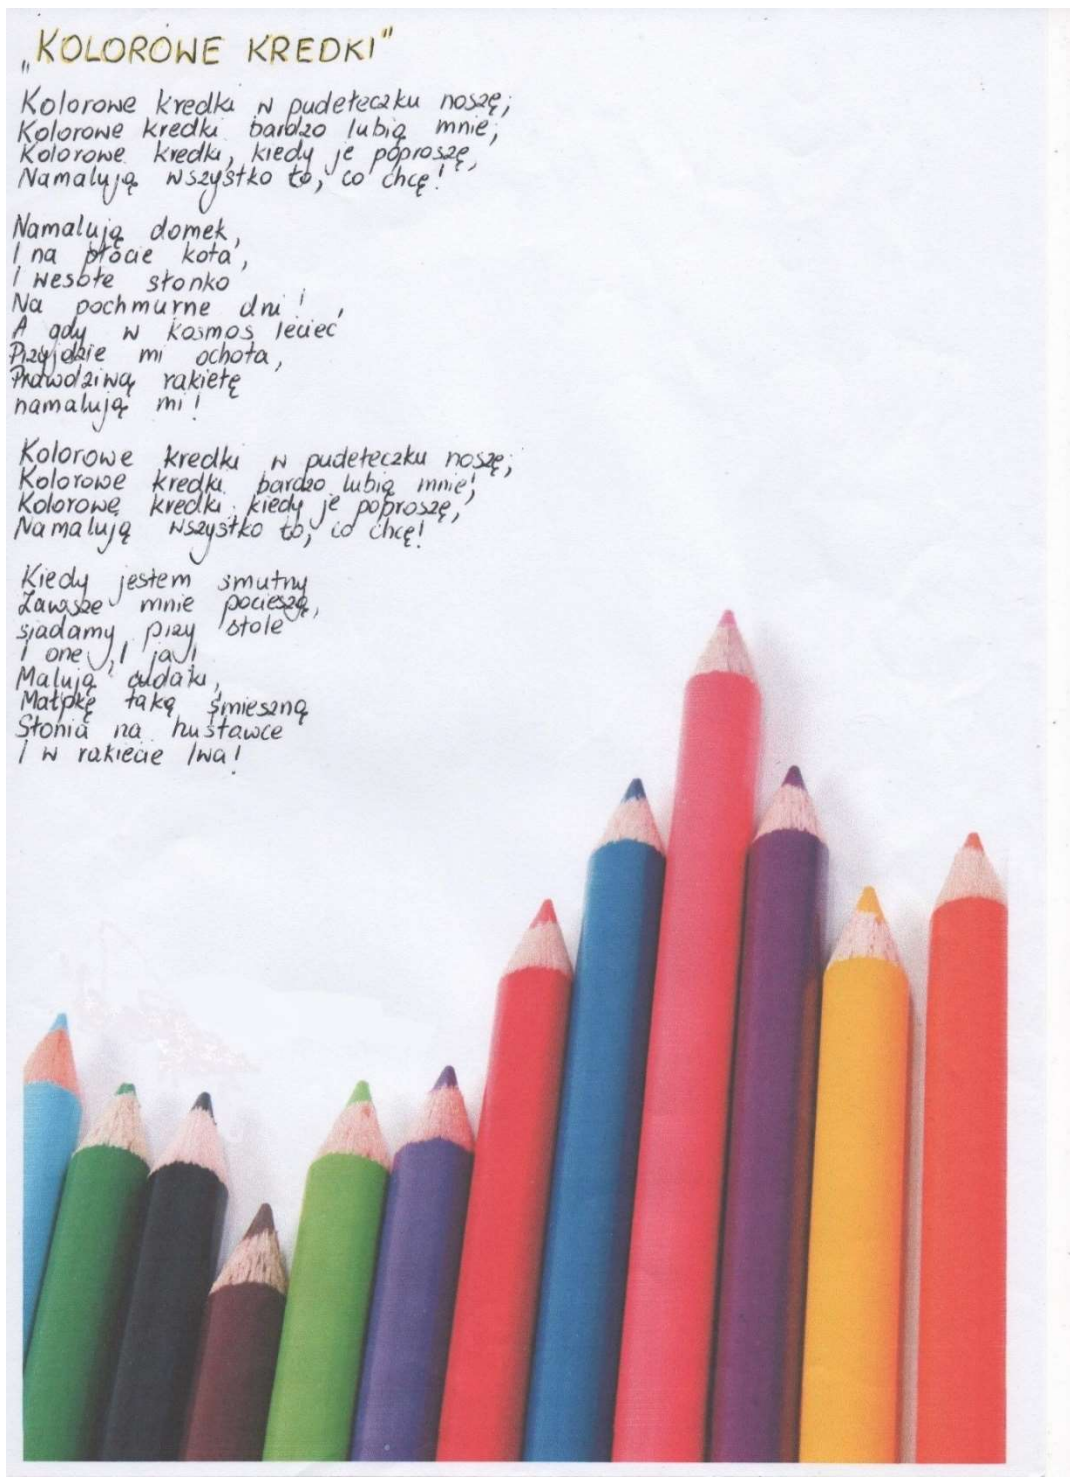 „KOLOROWE KREDKI"
Kolorowe kredki w pudełeczku noszę,
Kolorowe kredki bardzo lubią mnie,
Kolorowe kredki, kiedy je poproszę,
Namalują wszystko to, co chcę!
Namalują domek,
I na płocie kota,
I wesołe słonko
Na pochmurne dni!
A gdy w kosmos lecieć
Przyjdzie mi ochota,
Prawdziwą rakietę
namalują mi!
Kolorowe kredki w pudełeczku noszę,
Kolorowe kredki bardzo lubią mnie,
Kolorowe kredki, kiedy je poproszę,
Namalują wszystko to, co chcę!
Kiedy jestem smutny
Zawsze mnie pocieszą,
siadamy przy stole
I one, I ja!
Malują cudaki,
Małpkę taką śmieszną
Słonia na huśtawce
I w rakiecie lwa!